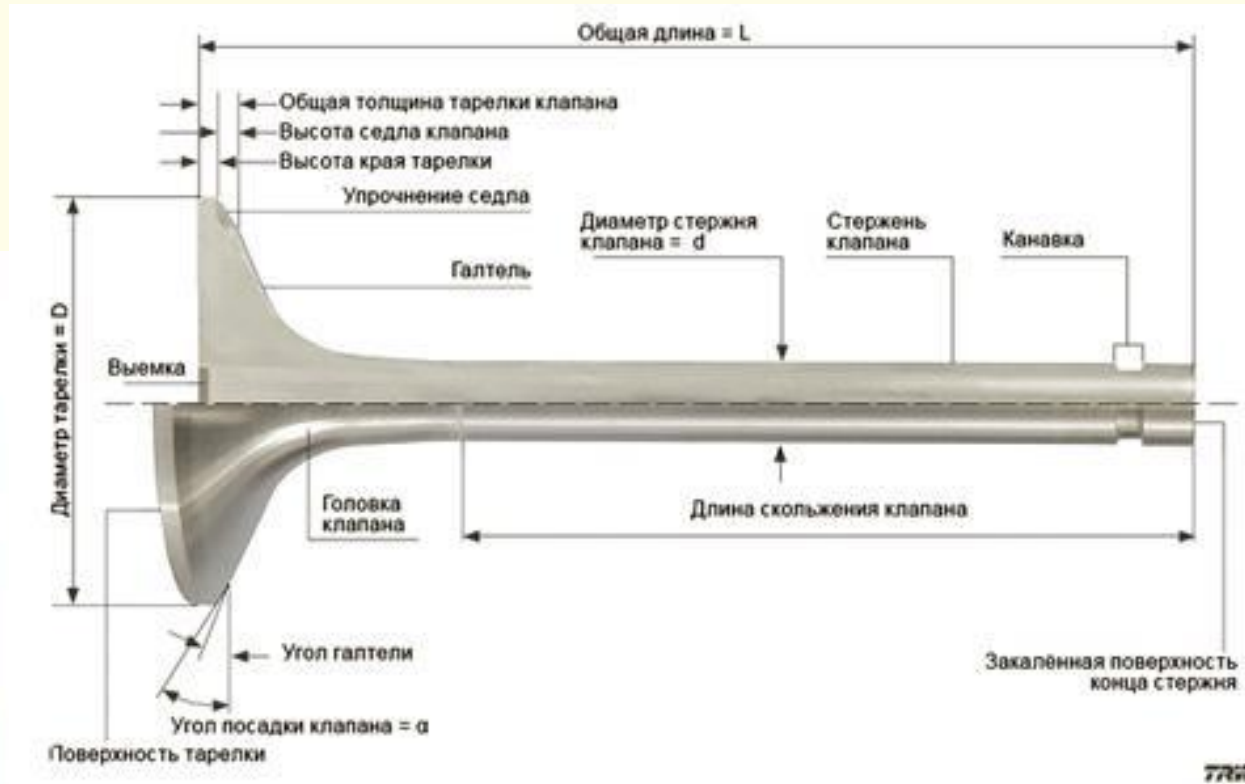 Общая длина = L
Общая толщина тарелки клапана
Высота седла клапана
Высота края тарелки
Упрочнение седла
Диаметр стержня
клапана = d
Стержень
клапана
Канавка
Галтель
Диаметр тарелки = D
Выемка
Головка
клапана
Длина скольжения клапана
Угол галтели
Закалённая поверхность
конца стержня
Угол посадки клапана = α
Поверхность тарелки